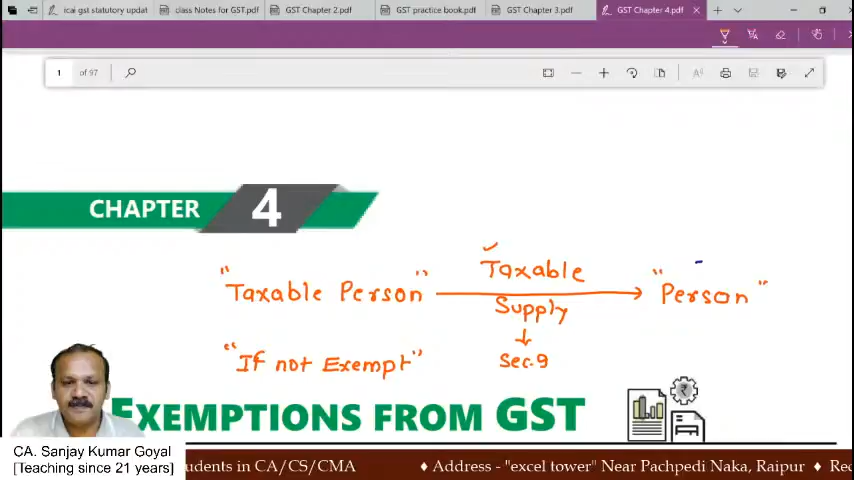 icai gst statutory updat
class Notes for GST.pdf
GST Chapter 2.pdf
GST practice book.pdf
GST Chapter 3.pdf
GST Chapter 4.pdf
1 of 97
CHAPTER 4
"Taxable Person" Taxable Supply "Person"
Sec.9
"If not Exempt"
EXEMPTIONS FROM GST
CA. Sanjay Kumar Goyal
[Teaching since 21 years]
udents in CA/CS/CMA ♦ Address - "excel tower" Near Pachpedi Naka, Raipur ♦ Rec